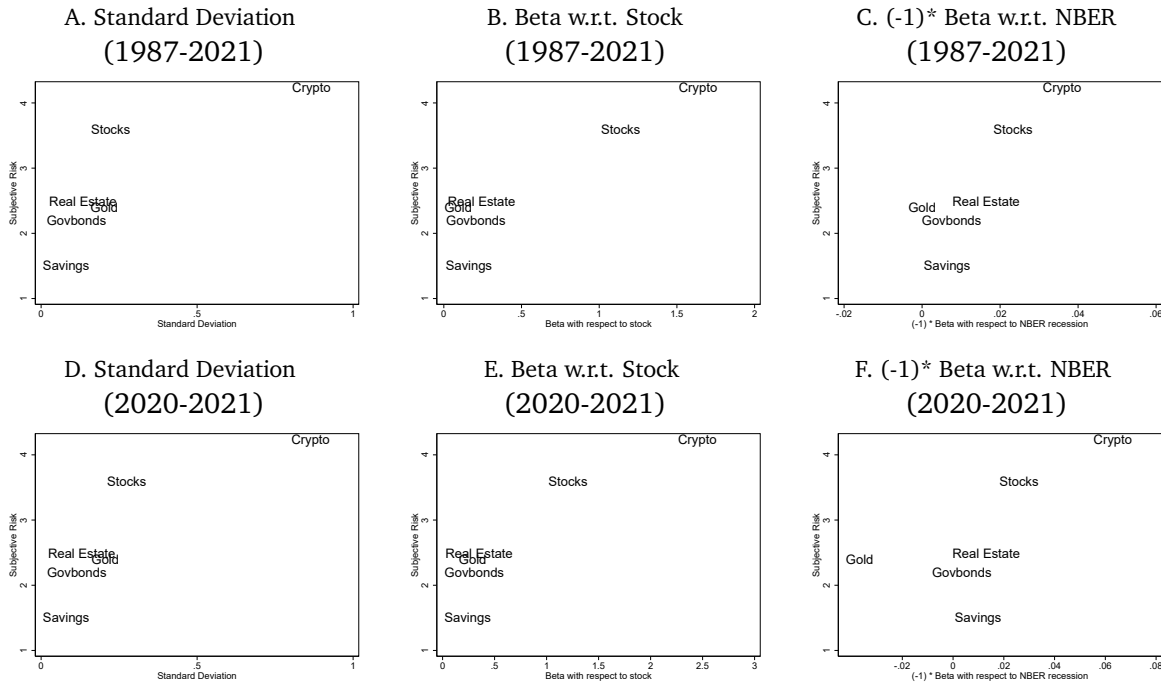 A. Standard Deviation
(1987-2021)
B. Beta w.r.t. Stock
(1987-2021)
C. (-1)* Beta w.r.t. NBER
(1987-2021)
Subjective Risk
4
3
2
1
Crypto
Stocks
Real Estate
Gold
Govbonds
Savings
0 .5 1
Standard Deviation
Subjective Risk
4
3
2
1
Crypto
Stocks
Real Estate
Gold
Govbonds
Savings
0 .5 1 1.5 2
Beta with respect to stock
Subjective Risk
4
3
2
1
Crypto
Stocks
Real Estate
Gold
Govbonds
Savings
-.02 0 .02 .04 .06
(-1) * Beta with respect to NBER recession
D. Standard Deviation
(2020-2021)
E. Beta w.r.t. Stock
(2020-2021)
F. (-1)* Beta w.r.t. NBER
(2020-2021)
Subjective Risk
4
3
2
1
Crypto
Stocks
Real Estate
Gold
Govbonds
Savings
0 .5 1
Standard Deviation
Subjective Risk
4
3
2
1
Crypto
Stocks
Real Estate
Gold
Govbonds
Savings
0 .5 1 1.5 2 2.5 3
Beta with respect to stock
Subjective Risk
4
3
2
1
Crypto
Stocks
Real Estate
Gold
Govbonds
Savings
-.02 0 .02 .04 .06 .08
(-1) * Beta with respect to NBER recession